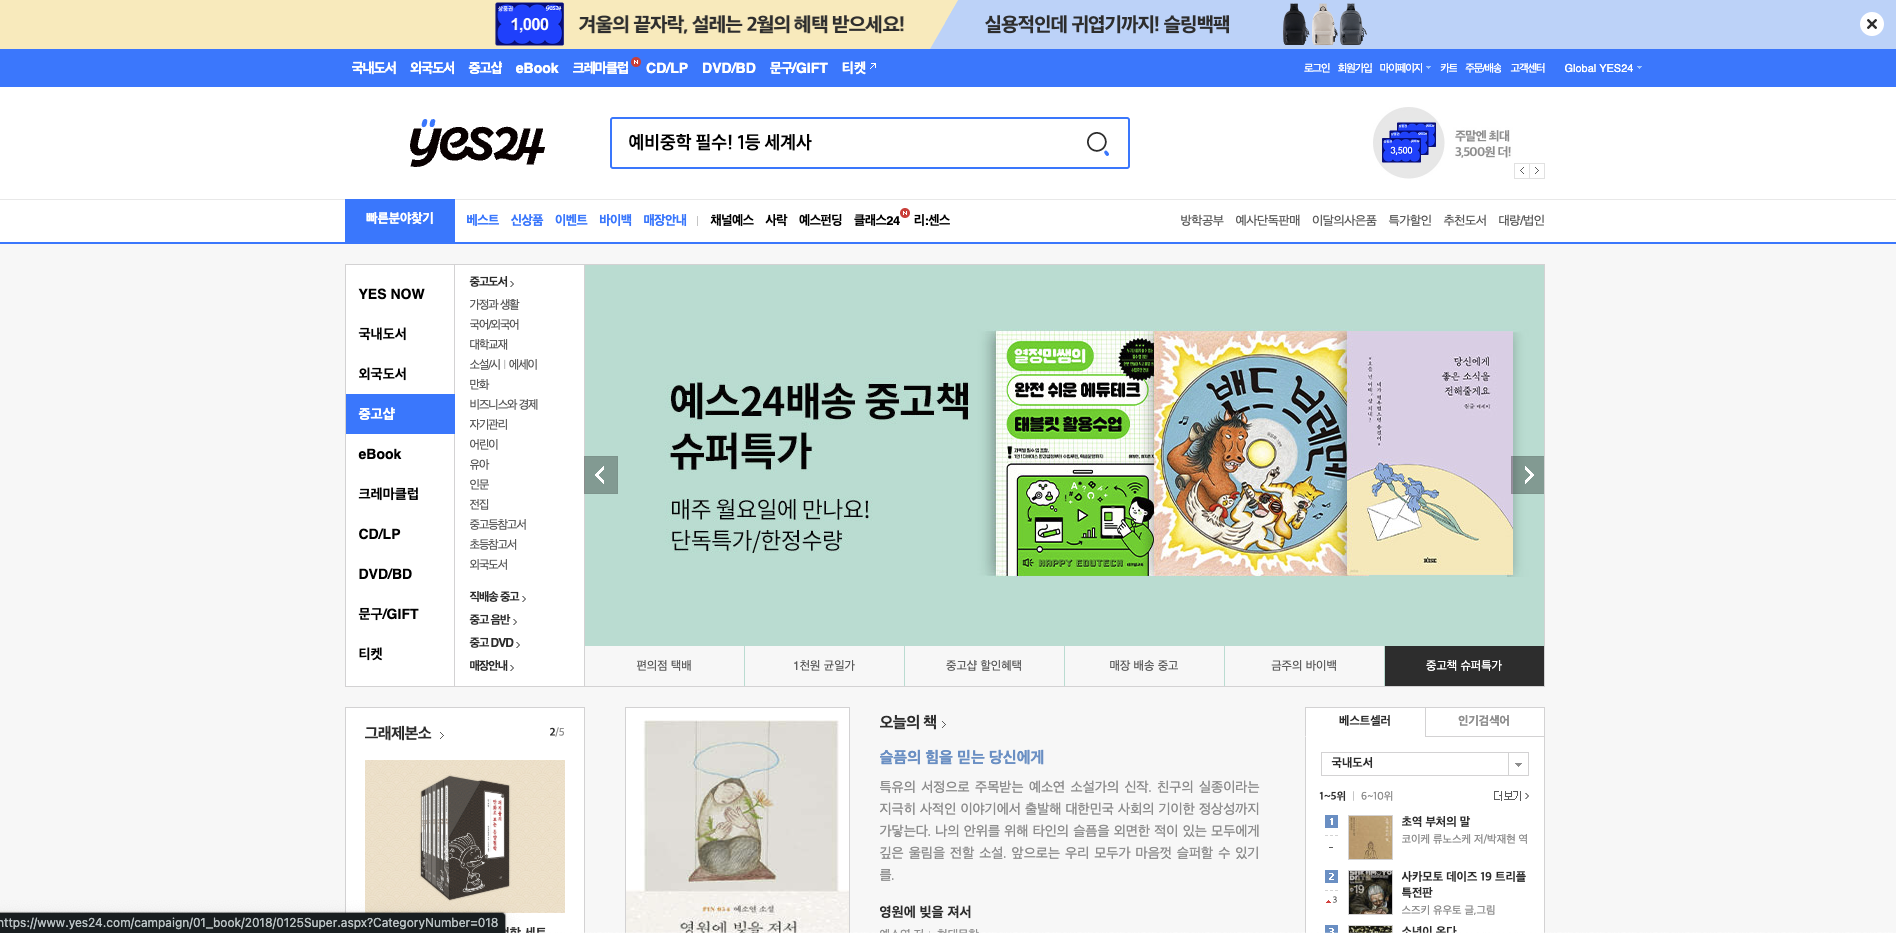 1,000
겨울의 끝자락, 설레는 2월의 혜택 받으세요!
실용적인데 귀엽기까지! 슬링백팩
국내도서 외국도서 중고샵 eBook 크레마클럽 N CD/LP DVD/BD 문구/GIFT 티켓
로그인 회원가입 마이페이지 카트 주문/배송 고객센터 Global YES24
yes24
예비중학 필수! 1등 세계사
3,500
주말엔 최대
3,500원 더!
빠른분야찾기
베스트 신상품 이벤트 바이백 매장안내 | 채널예스 사락 예스펀딩 클래스24 N 리:센스
방학공부 예사단독판매 이달의사은품 특가할인 추천도서 대량/법인
YES NOW
국내도서
외국도서
중고샵
eBook
크레마클럽
CD/LP
DVD/BD
문구/GIFT
티켓
중고도서
가정과 생활
국어/외국어
대학교재
소설/시 | 에세이
만화
비즈니스와 경제
자기관리
어린이
유아
인문
전집
중고등참고서
초등참고서
외국도서
직배송 중고
중고 음반
중고 DVD
매장안내
예스24배송 중고책
슈퍼특가
매주 월요일에 만나요!
단독특가/한정수량
열정민쌤의
완전 쉬운 에듀테크
태블릿 활용수업
HAPPY EDUTECH
밴드 브레멘
당신에게
좋은 소식을
전해줄게요
편의점 택배
1천원 균일가
중고샵 할인혜택
매장 배송 중고
금주의 바이백
중고책 슈퍼특가
그래제본소
2/5
오늘의 책
슬픔의 힘을 믿는 당신에게
특유의 서정으로 주목받는 예소연 소설가의 신작. 친구의 실종이라는
지극히 사적인 이야기에서 출발해 대한민국 사회의 기이한 정상성까지
가닿는다. 나의 안위를 위해 타인의 슬픔을 외면한 적이 있는 모두에게
깊은 울림을 전할 소설. 앞으로는 우리 모두가 마음껏 슬퍼할 수 있기
를.
영원에 빚을 져서
PIN 054 예소연 소설
영원에 빚을 져서
베스트셀러
인기검색어
국내도서
1~5위 | 6~10위
더보기
1
초역 부처의 말
코이케 류노스케 저/박재현 역
2
3
사카모토 데이즈 19 트리플
특전판
스즈키 유우토 글,그림
3
소년이 온다
https://www.yes24.com/campaign/01_book/2018/0125Super.aspx?CategoryNumber=018